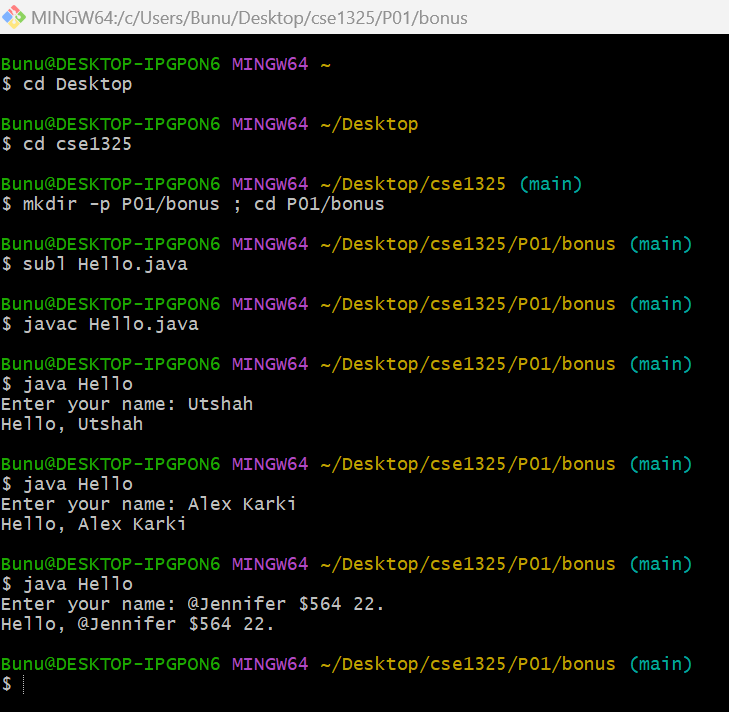 MINGW64:/c/Users/Bunu/Desktop/cse1325/P01/bonus
Bunu@DESKTOP-IPGPON6 MINGW64 ~
$ cd Desktop
Bunu@DESKTOP-IPGPON6 MINGW64 ~/Desktop
$ cd cse1325
Bunu@DESKTOP-IPGPON6 MINGW64 ~/Desktop/cse1325 (main)
$ mkdir -p P01/bonus ; cd P01/bonus
Bunu@DESKTOP-IPGPON6 MINGW64 ~/Desktop/cse1325/P01/bonus (main)
$ subl Hello.java
Bunu@DESKTOP-IPGPON6 MINGW64 ~/Desktop/cse1325/P01/bonus (main)
$ javac Hello.java
Bunu@DESKTOP-IPGPON6 MINGW64 ~/Desktop/cse1325/P01/bonus (main)
$ java Hello
Enter your name: Utshah
Hello, Utshah
Bunu@DESKTOP-IPGPON6 MINGW64 ~/Desktop/cse1325/P01/bonus (main)
$ java Hello
Enter your name: Alex Karki
Hello, Alex Karki
Bunu@DESKTOP-IPGPON6 MINGW64 ~/Desktop/cse1325/P01/bonus (main)
$ java Hello
Enter your name: @Jennifer $564 22.
Hello, @Jennifer $564 22.
Bunu@DESKTOP-IPGPON6 MINGW64 ~/Desktop/cse1325/P01/bonus (main)
$